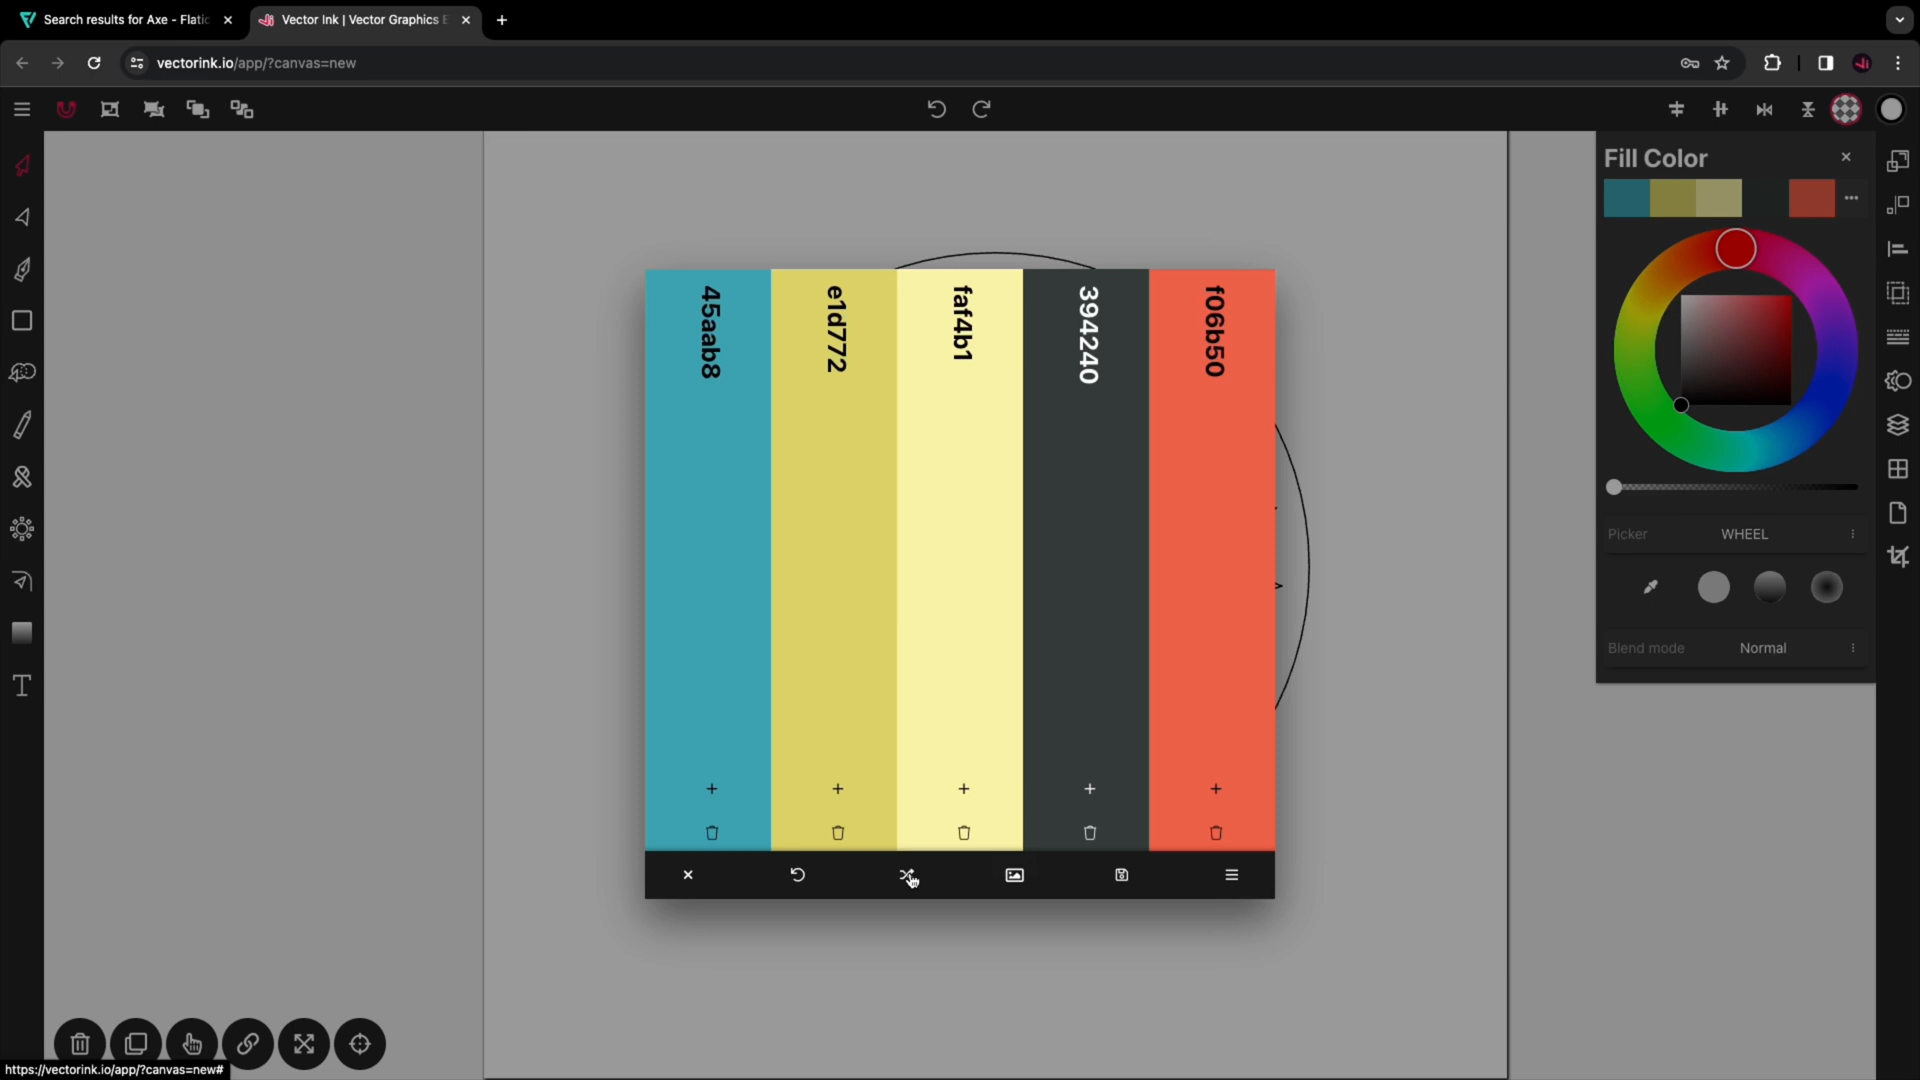 Search results for Axe - Flatic
Vector Ink | Vector Graphics E
vectorink.io/app/?canvas=new
Fill Color
45aab8
e1d772
faf4b1
394240
f06b50
Picker
WHEEL
Blend mode
Normal
https://vectorink.io/app/?canvas=new#